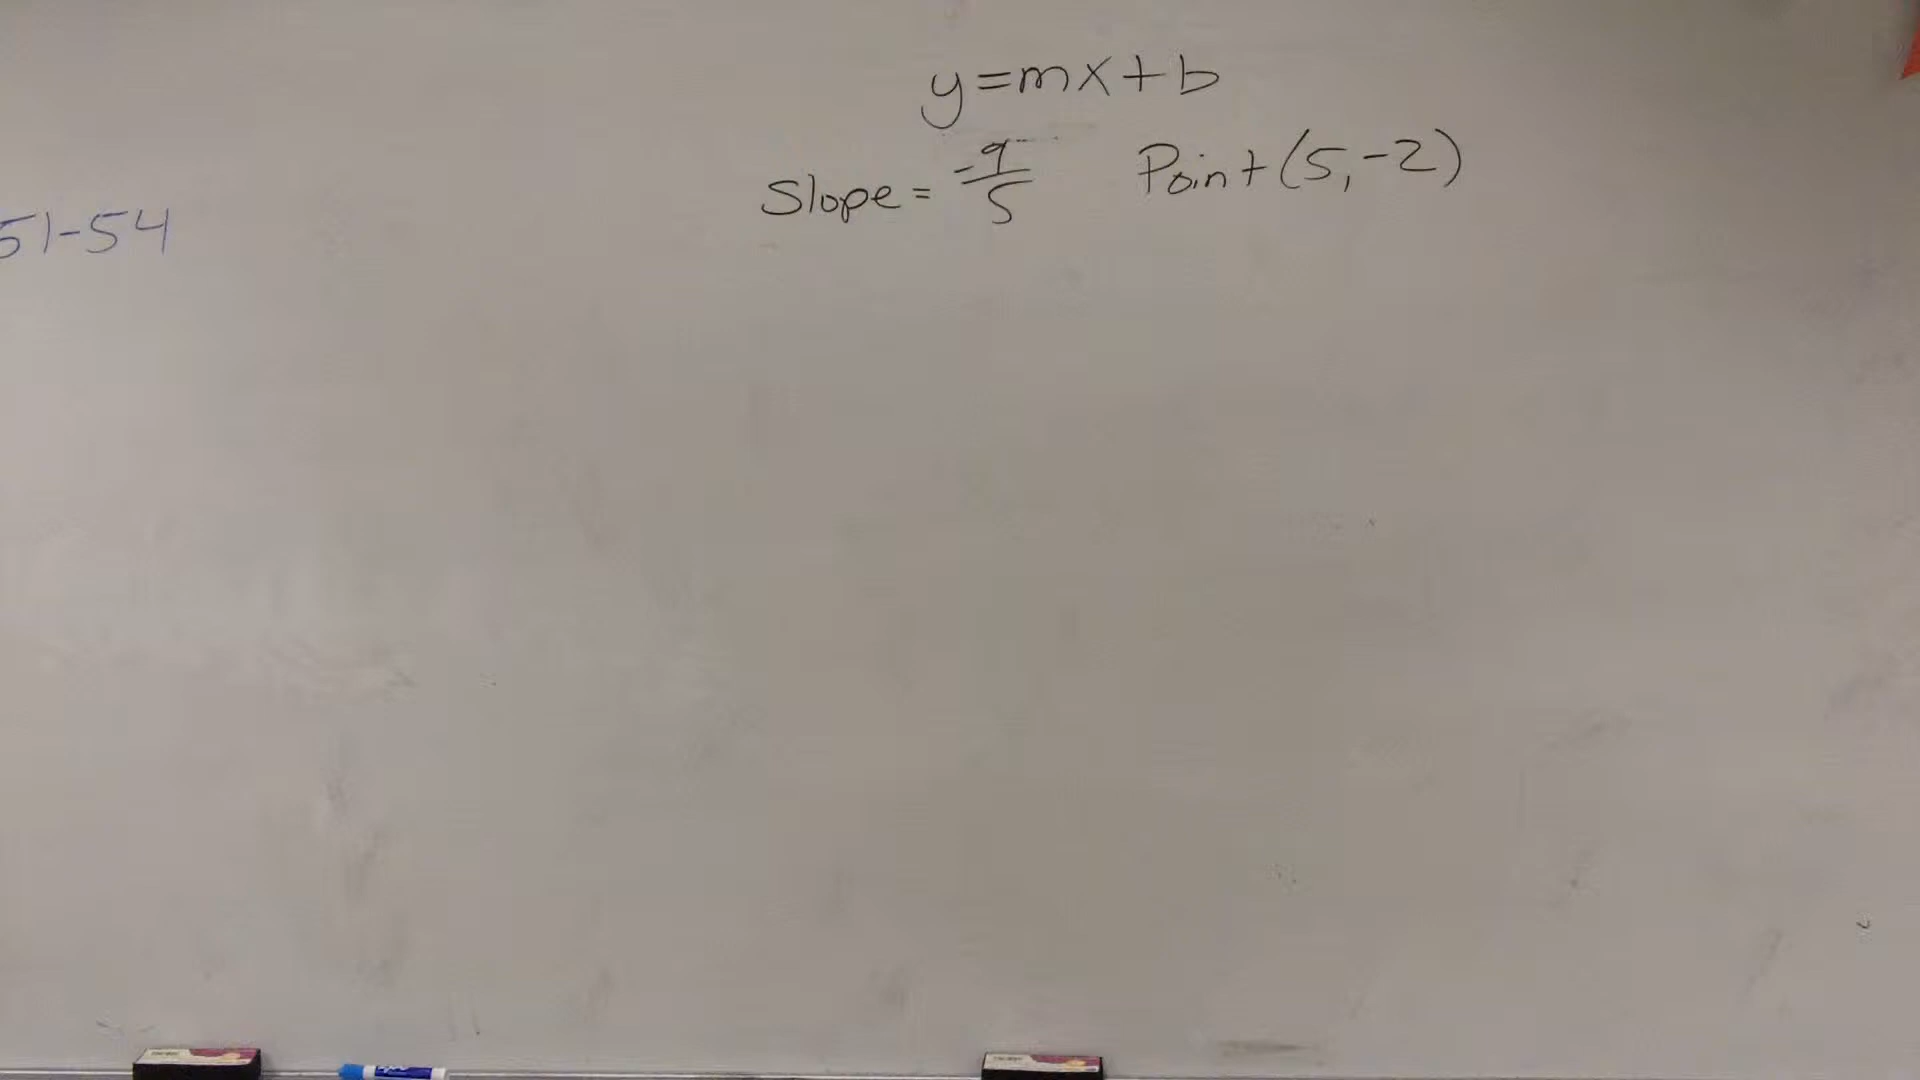 y=mx+b
Slope = -9/5 Point (5,-2)
51-54